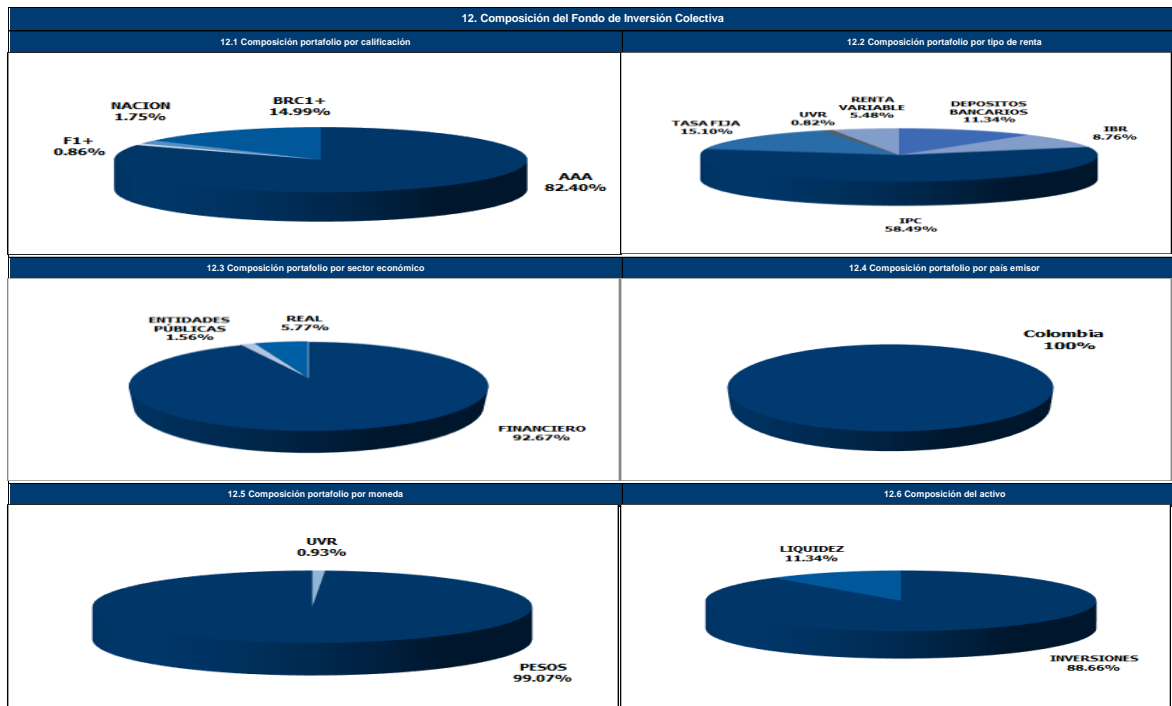 12. Composición del Fondo de Inversión Colectiva
12.1 Composición portafolio por calificación
12.2 Composición portafolio por tipo de renta
NACION
1.75%
BRC1+
14.99%
F1+
0.86%
AAA
82.40%
TASA FIJA
15.10%
UVR
0.82%
RENTA
VARIABLE
5.48%
DEPOSITOS
BANCARIOS
11.34%
IBR
8.76%
IPC
58.49%
12.3 Composición portafolio por sector económico
12.4 Composición portafolio por país emisor
ENTIDADES
PÚBLICAS
1.56%
REAL
5.77%
FINANCIERO
92.67%
Colombia
100%
12.5 Composición portafolio por moneda
12.6 Composición del activo
UVR
0.93%
PESOS
99.07%
LIQUIDEZ
11.34%
INVERSIONES
88.66%